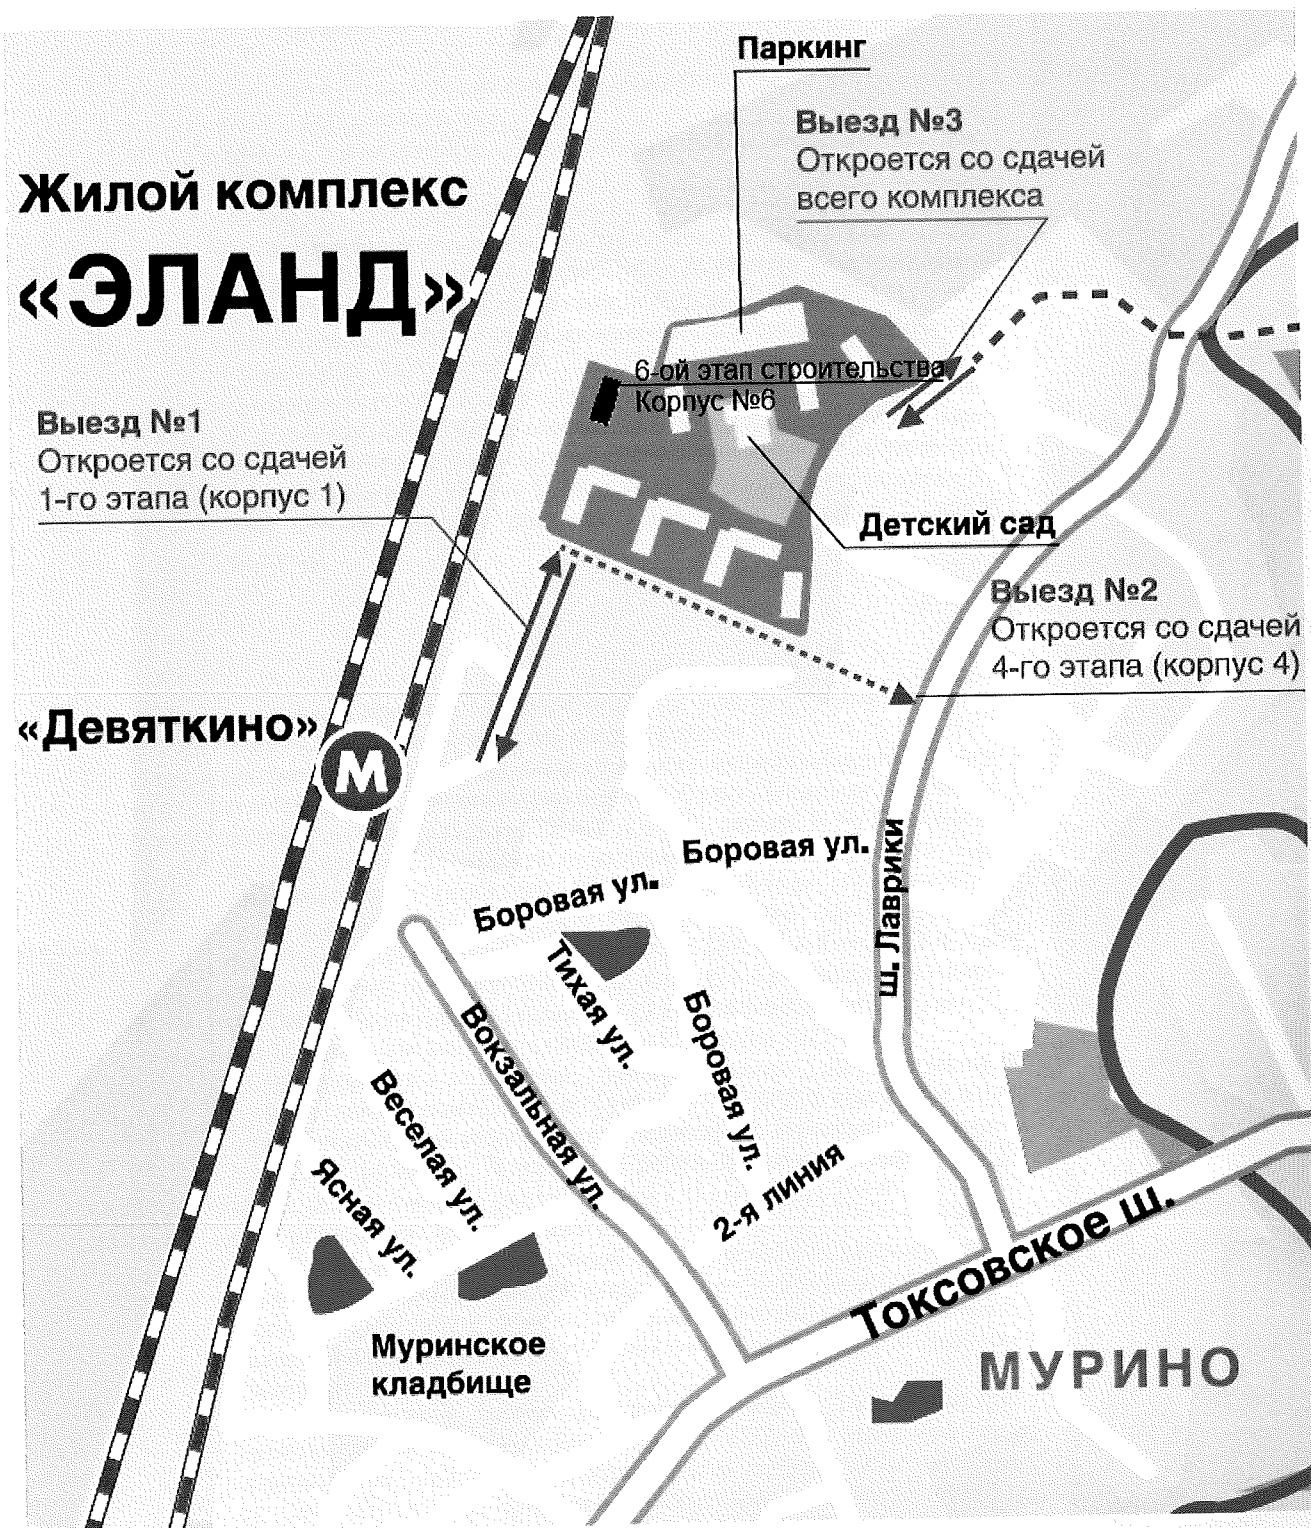 Паркинг
Выезд №3
Откроется со сдачей
всего комплекса
Жилой комплекс
«ЭЛАНД»
6-ой этап строительства
Корпус №6
Выезд №1
Откроется со сдачей
1-го этапа (корпус 1)
Детский сад
Выезд №2
Откроется со сдачей
4-го этапа (корпус 4)
«Девяткино»
М
Боровая ул.
Боровая ул.
ш. Лаврики
Тихая ул.
Боровая ул.
Вокзальная ул.
Веселая ул.
Ясная ул.
2-я линия
Токсовское ш.
Муринское
кладбище
МУРИНО